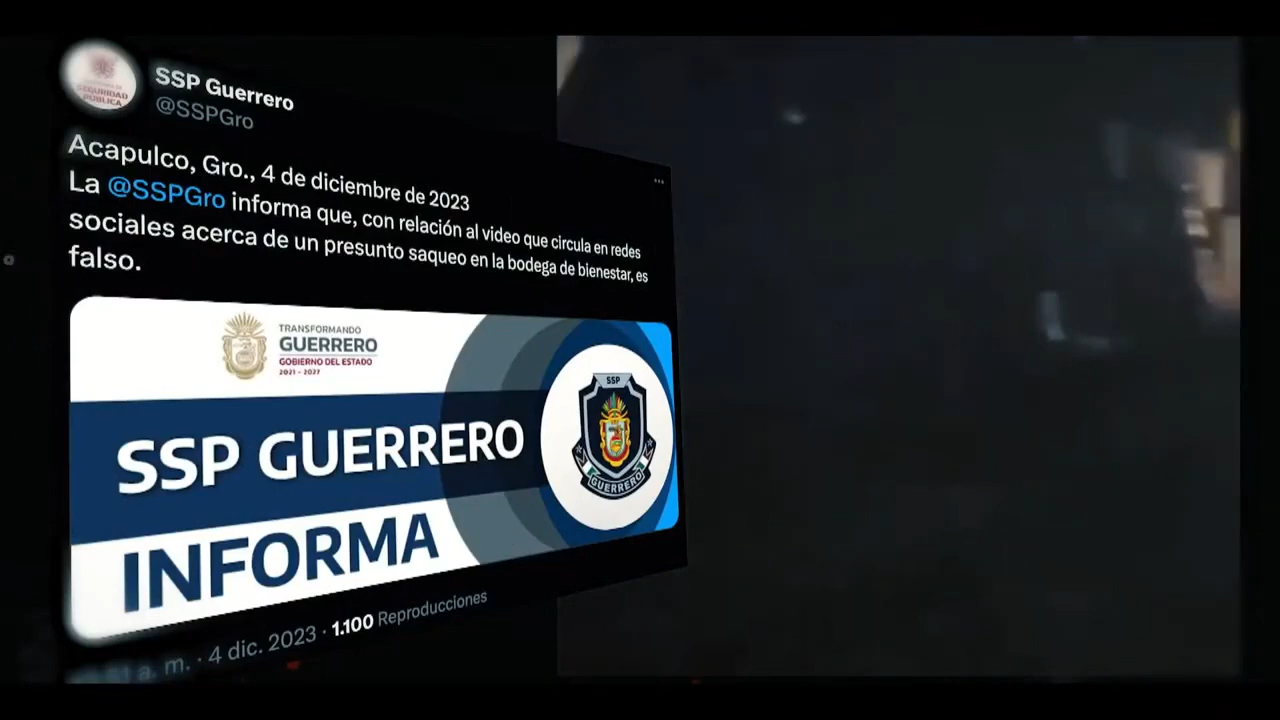 SSP Guerrero
@SSPGro
SEGURIDAD
PÚBLICA
Acapulco, Gro., 4 de diciembre de 2023
La @SSPGro informa que, con relación al video que circula en redes
sociales acerca de un presunto saqueo en la bodega de bienestar, es
falso.
TRANSFORMANDO
GUERRERO
GOBIERNO DEL ESTADO
2021 - 2027
SSP GUERRERO
INFORMA
SSP
GUERRERO
a. m. · 4 dic. 2023 · 1.100 Reproducciones